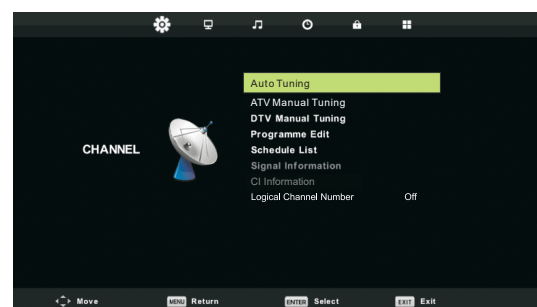 Auto Tuning
ATV Manual Tuning
DTV Manual Tuning
Programme Edit
CHANNEL
Schedule List
Signal Information
CI Information
Logical Channel Number Off
Move MENU Return ENTER Select EXIT Exit